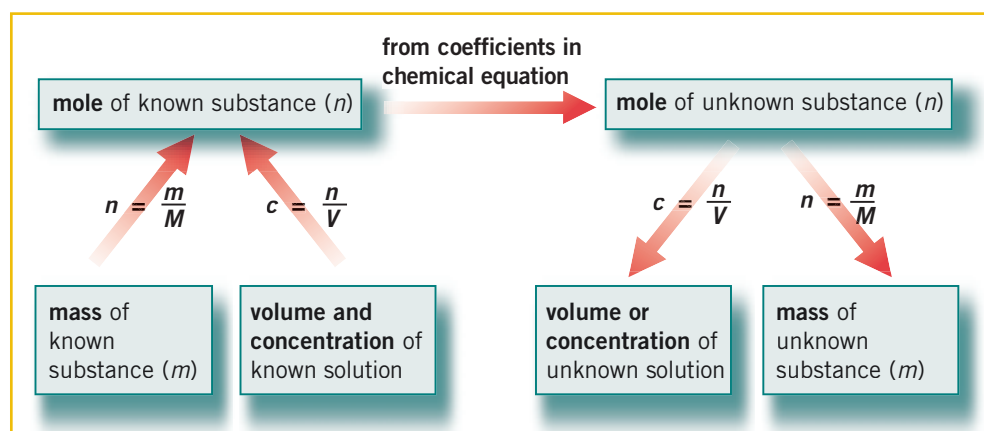 from coefficients in
chemical equation
mole of known substance (n)
mole of unknown substance (n)
n = m/M
c = n/V
c = n/V
n = m/M
mass of
known
substance (m)
volume and
concentration of
known solution
volume or
concentration of
unknown solution
mass of
unknown
substance (m)